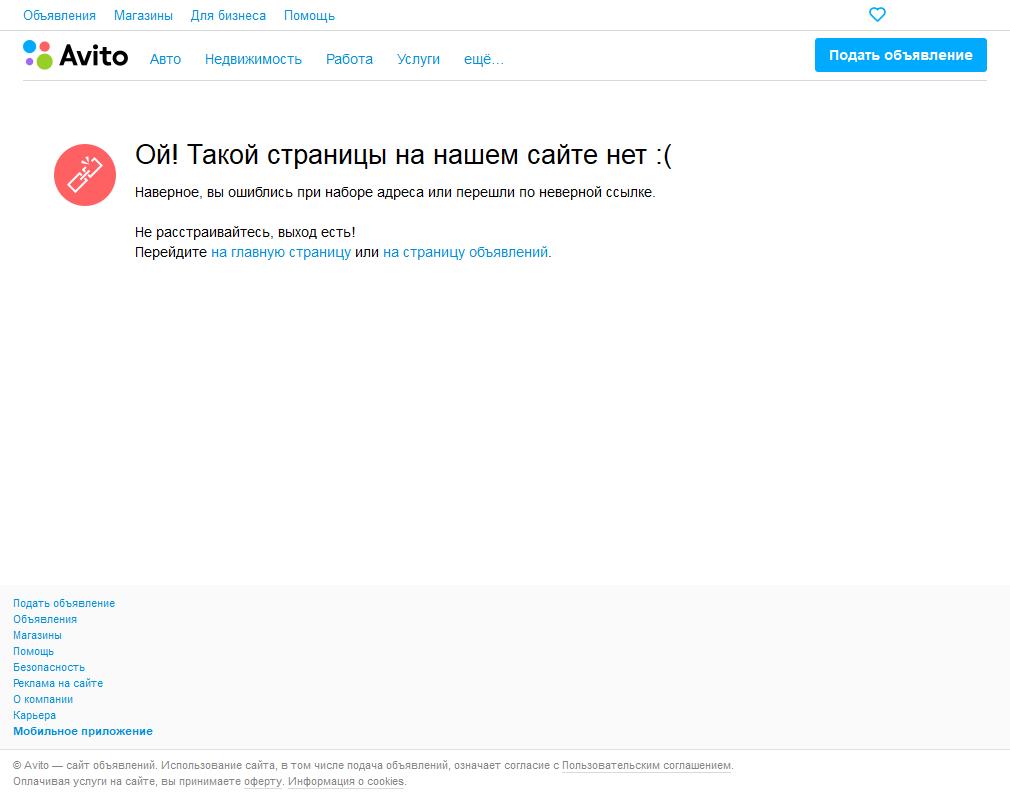 Объявления Магазины Для бизнеса Помощь
Avito Авто Недвижимость Работа Услуги ещё... Подать объявление
Ой! Такой страницы на нашем сайте нет :(
Наверное, вы ошиблись при наборе адреса или перешли по неверной ссылке.
Не расстраивайтесь, выход есть!
Перейдите на главную страницу или на страницу объявлений.
Подать объявление
Объявления
Магазины
Помощь
Безопасность
Реклама на сайте
О компании
Карьера
Мобильное приложение
© Avito — сайт объявлений. Использование сайта, в том числе подача объявлений, означает согласие с Пользовательским соглашением.
Оплачивая услуги на сайте, вы принимаете оферту. Информация о cookies.